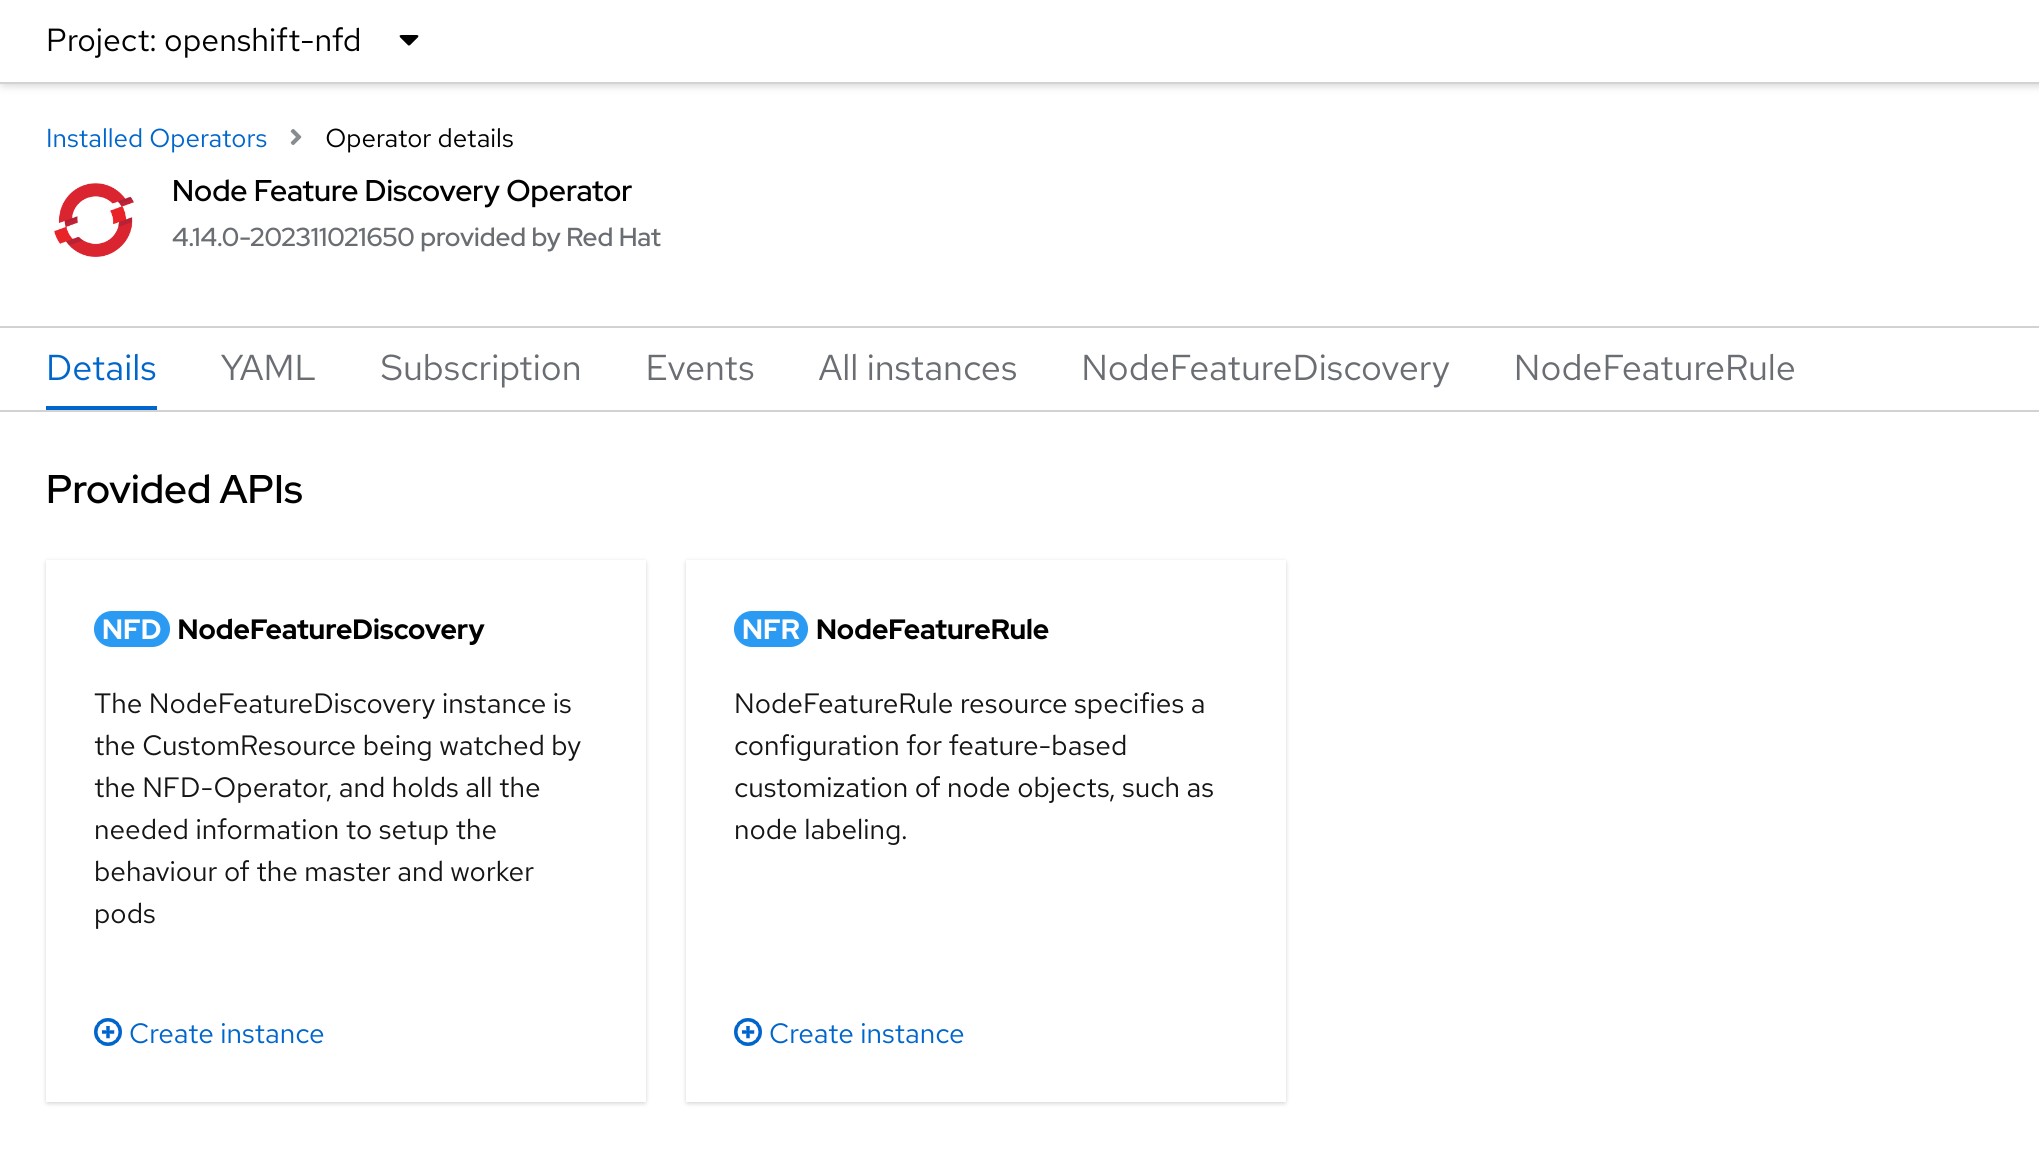 Project: openshift-nfd
Installed Operators > Operator details
Node Feature Discovery Operator
4.14.0-202311021650 provided by Red Hat
Details YAML Subscription Events All instances NodeFeatureDiscovery NodeFeatureRule
Provided APIs
NFD NodeFeatureDiscovery
The NodeFeatureDiscovery instance is
the CustomResource being watched by
the NFD-Operator, and holds all the
needed information to setup the
behaviour of the master and worker
pods
Create instance
NFR NodeFeatureRule
NodeFeatureRule resource specifies a
configuration for feature-based
customization of node objects, such as
node labeling.
Create instance